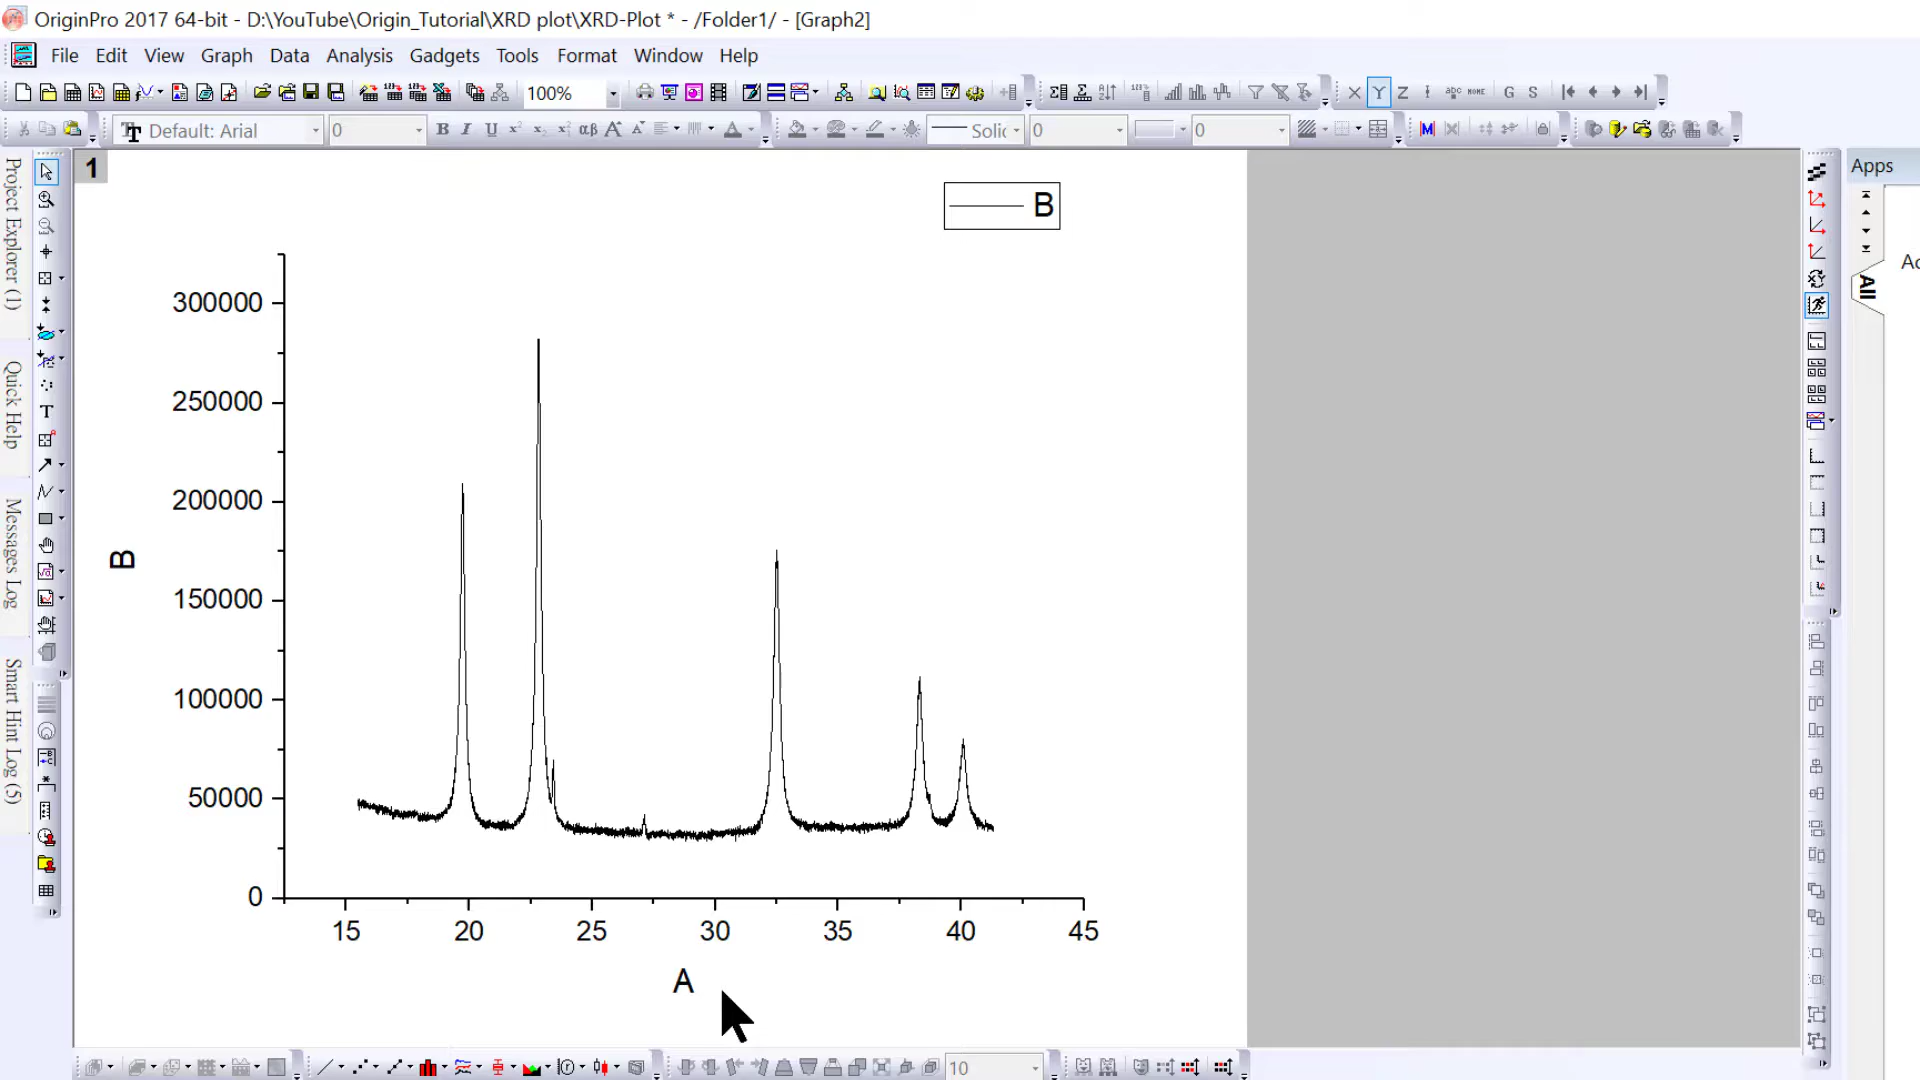 OriginPro 2017 64-bit - D:\YouTube\Origin_Tutorial\XRD plot\XRD-Plot * - /Folder1/ - [Graph2]
File Edit View Graph Data Analysis Gadgets Tools Format Window Help
100%
X Y Z abc NONE G S
Default: Arial 0 B I U αβ A A Solid 0 0
1
Project Explorer (1)
Quick Help
Messages Log
Smart Hint Log (5)
Apps
All
B
300000
250000
200000
150000
100000
50000
0
B
15 20 25 30 35 40 45
A
10